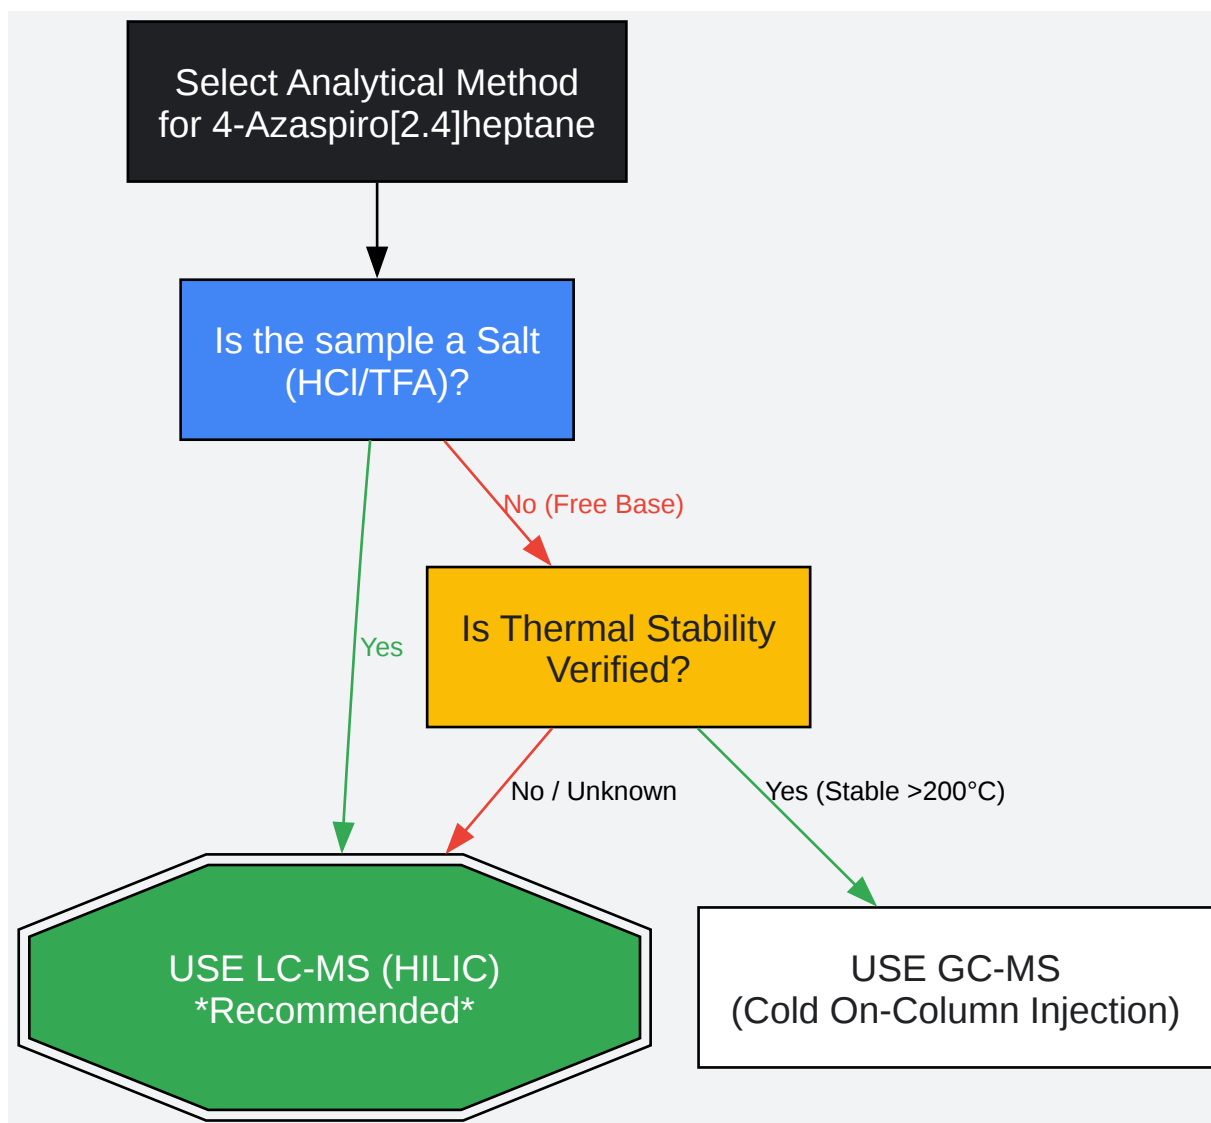 Select Analytical Method
for 4-Azaspiro[2.4]heptane
Is the sample a Salt
(HCl/TFA)?
No (Free Base)
Is Thermal Stability
Verified?
Yes
No / Unknown
Yes (Stable >200°C)
USE LC-MS (HILIC)
*Recommended*
USE GC-MS
(Cold On-Column Injection)